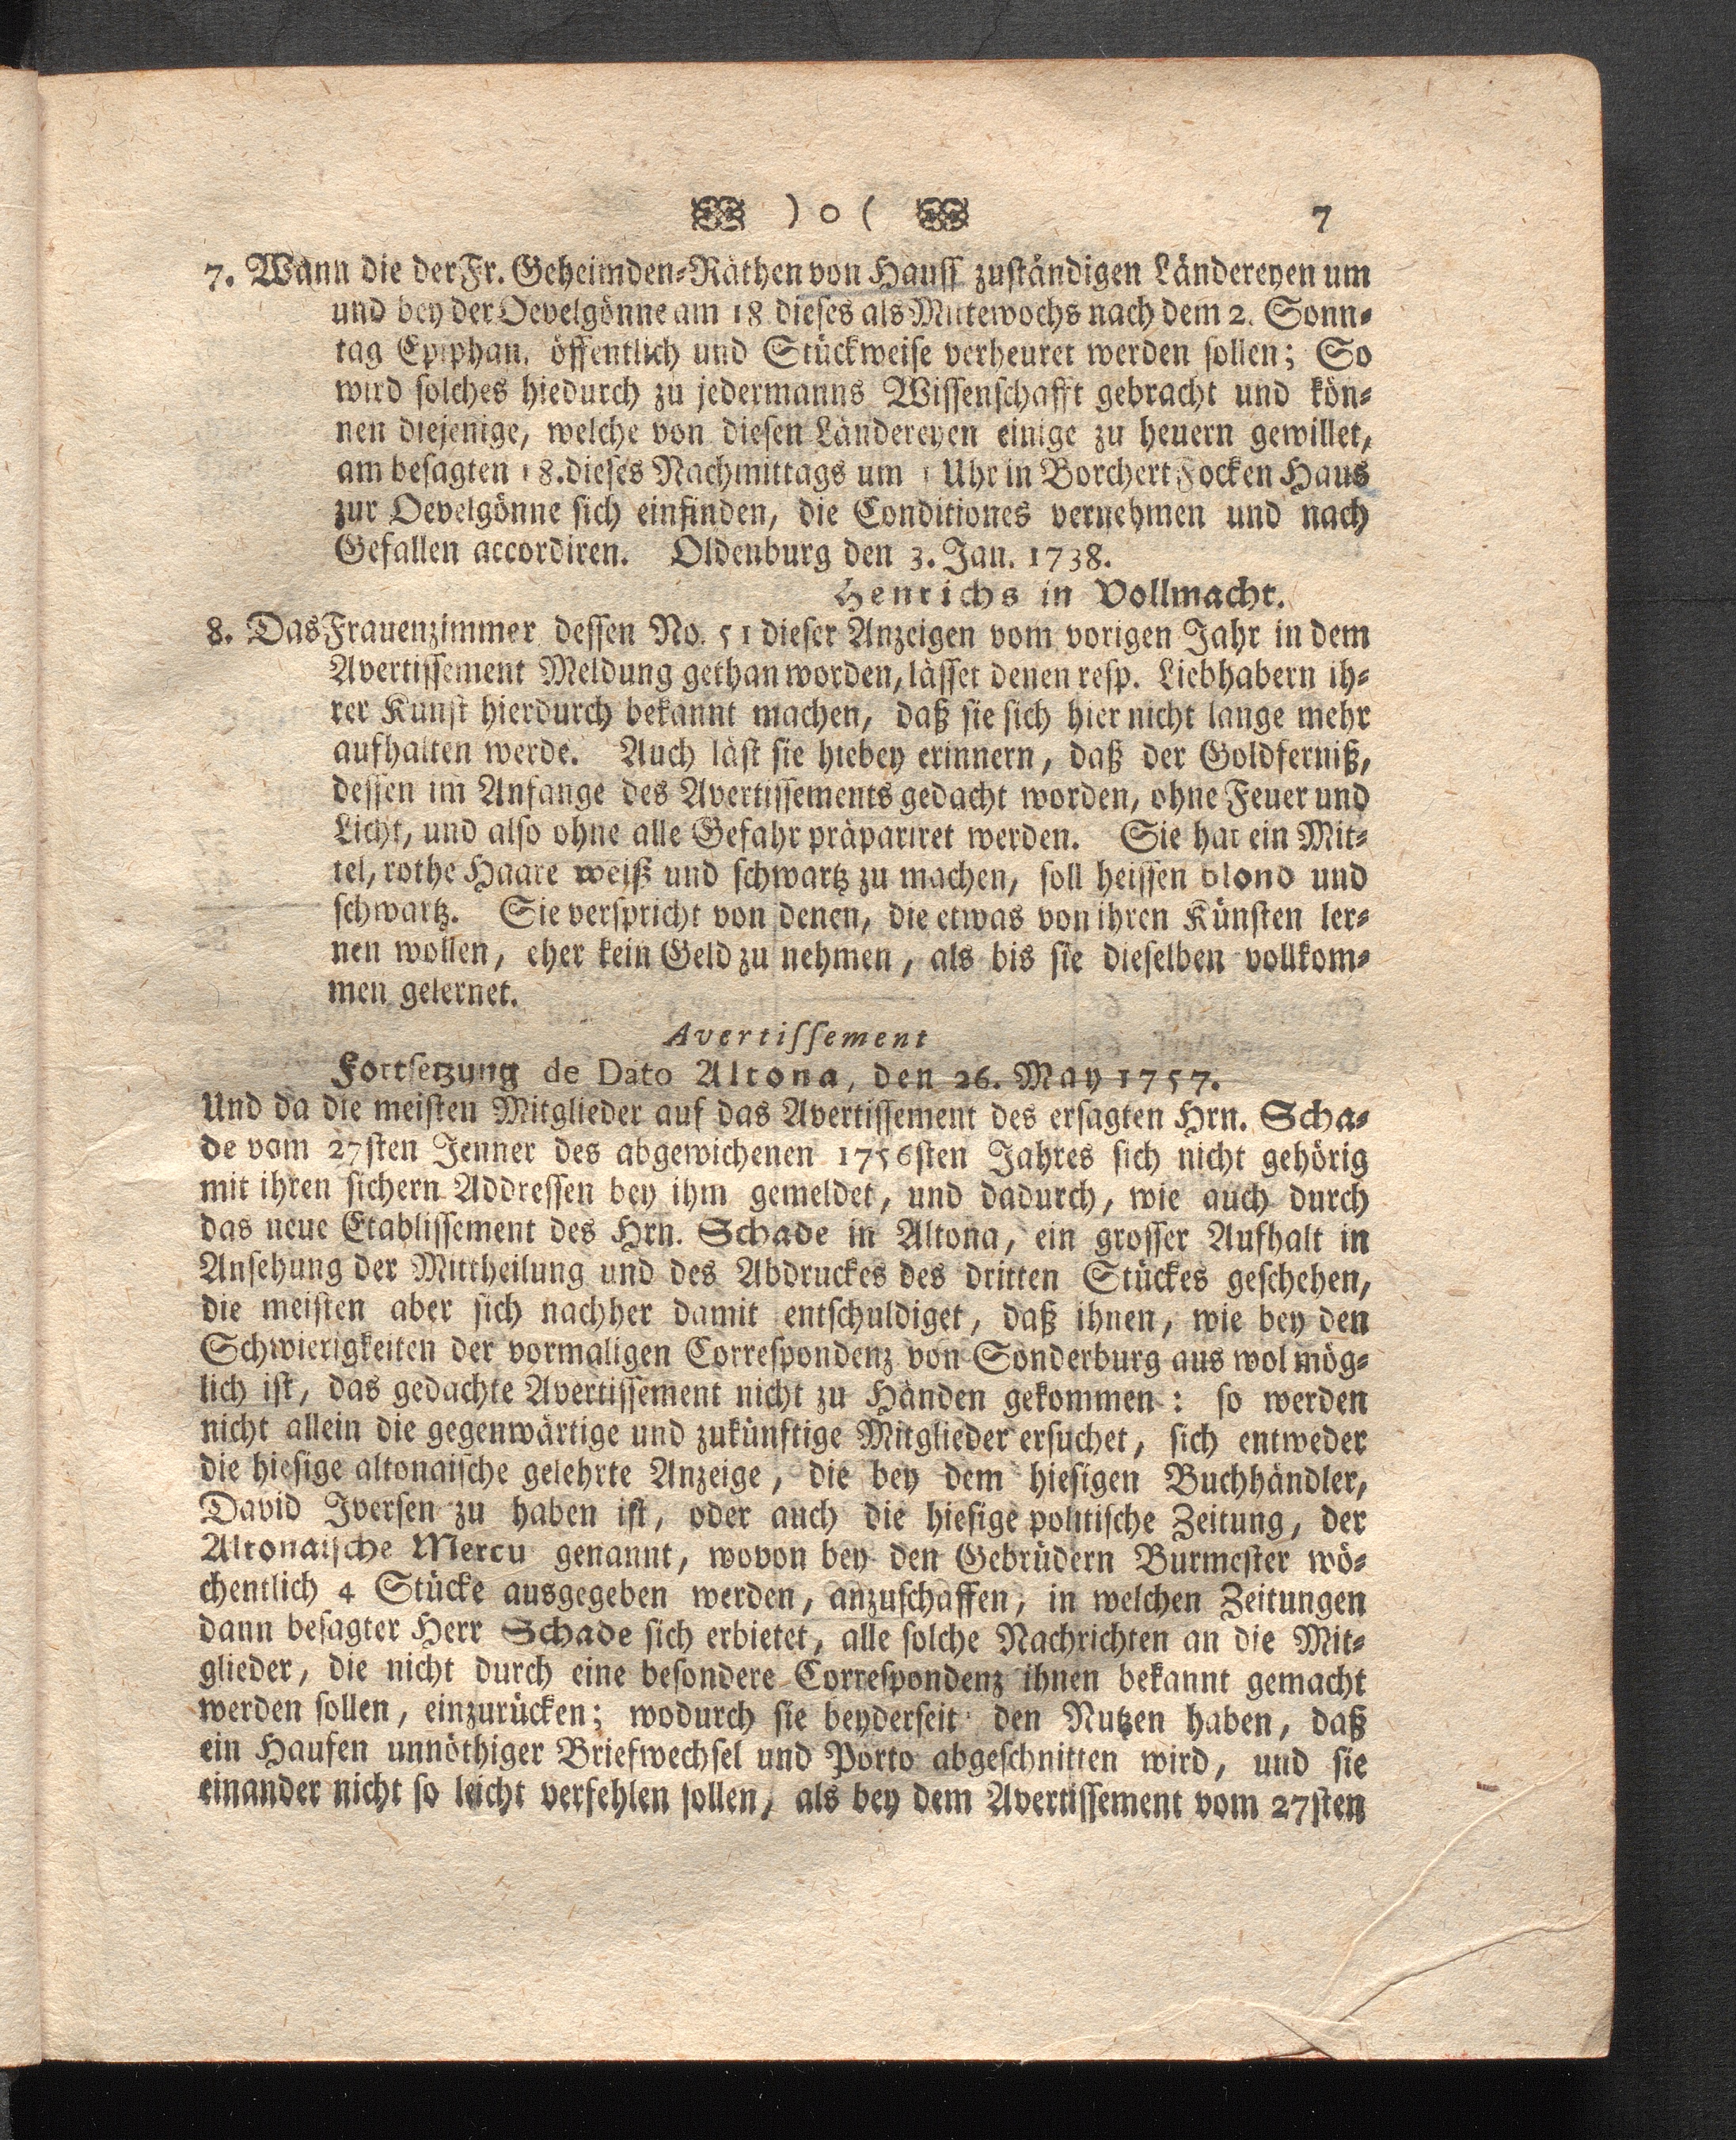 ) o ( 7
7. Wann die der Fr. Geheimden-Räthen von Hauss zuständigen Ländereyen um
und bey der Oevelgönne am 18 dieses als Mittewochs nach dem 2. Sonn-
tag Epiphan. öffentlich und Stückweise verheuret werden sollen; So
wird solches hiedurch zu jedermanns Wissenschafft gebracht und kön-
nen diejenige, welche von diesen Ländereyen einige zu heuern gewillet,
am besagten 18. dieses Nachmittags um 1 Uhr in Borchert Focken Haus
zur Oevelgönne sich einfinden, die Conditiones vernehmen und nach
Gefallen accordiren. Oldenburg den 3. Jan. 1738.
Henrichs in Vollmacht.
8. Das Frauenzimmer dessen No. 51 dieser Anzeigen vom vorigen Jahr in dem
Avertissement Meldung gethan worden, lässet denen resp. Liebhabern ih-
rer Kunst hierdurch bekannt machen, daß sie sich hier nicht lange mehr
aufhalten werde. Auch läst sie hiebey erinnern, daß der Goldferniß,
dessen im Anfange des Avertissements gedacht worden, ohne Feuer und
Licht, und also ohne alle Gefahr präpariret werden. Sie hat ein Mit-
tel, rothe Haare weiß und schwartz zu machen, soll heissen blond und
schwartz. Sie verspricht von denen, die etwas von ihren Künsten ler-
nen wollen, eher kein Geld zu nehmen, als bis sie dieselben vollkom-
men gelernet.
Avertissement
Fortsetzung de Dato Altona, den 26. May 1757.
Und da die meisten Mitglieder auf das Avertissement des ersagten Hrn. Scha-
de vom 27sten Jenner des abgewichenen 1756sten Jahres sich nicht gehörig
mit ihren sichern Addressen bey ihm gemeldet, und dadurch, wie auch durch
das neue Etablissement des Hrn. Schade in Altona, ein grosser Aufhalt in
Ansehung der Mittheilung und des Abdruckes des dritten Stückes geschehen,
die meisten aber sich nachher damit entschuldiget, daß ihnen, wie bey den
Schwierigkeiten der vormaligen Correspondenz von Sonderburg aus wol mög-
lich ist, das gedachte Avertissement nicht zu Händen gekommen: so werden
nicht allein die gegenwärtige und zukünftige Mitglieder ersuchet, sich entweder
die hiesige altonaische gelehrte Anzeige, die bey dem hiesigen Buchhändler,
David Iversen zu haben ist, oder auch die hiesige politische Zeitung, der
Altonaische Mercu genannt, wovon bey den Gebrüdern Burmester wö-
chentlich 4 Stücke ausgegeben werden, anzuschaffen, in welchen Zeitungen
dann besagter Herr Schade sich erbietet, alle solche Nachrichten an die Mit-
glieder, die nicht durch eine besondere Correspondenz ihnen bekannt gemacht
werden sollen, einzurücken; wodurch sie beyderseit den Nutzen haben, daß
ein Haufen unnöthiger Briefwechsel und Porto abgeschnitten wird, und sie
einander nicht so leicht verfehlen sollen, als bey dem Avertissement vom 27sten